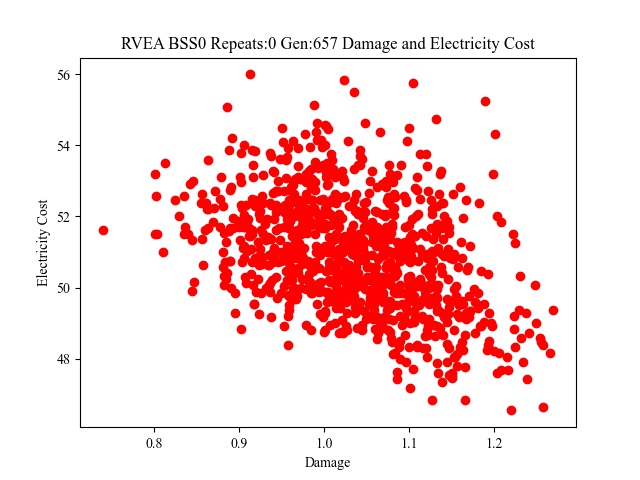 RVEA BSS0 Repeats:0 Gen:657 Damage and Electricity Cost
56
54
52
50
48
Electricity Cost
0.8 0.9 1.0 1.1 1.2
Damage